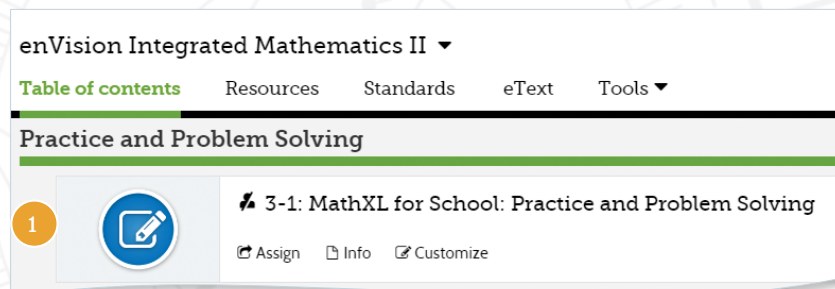 enVision Integrated Mathematics II
Table of contents Resources Standards eText Tools
Practice and Problem Solving
1
3-1: MathXL for School: Practice and Problem Solving
Assign Info Customize